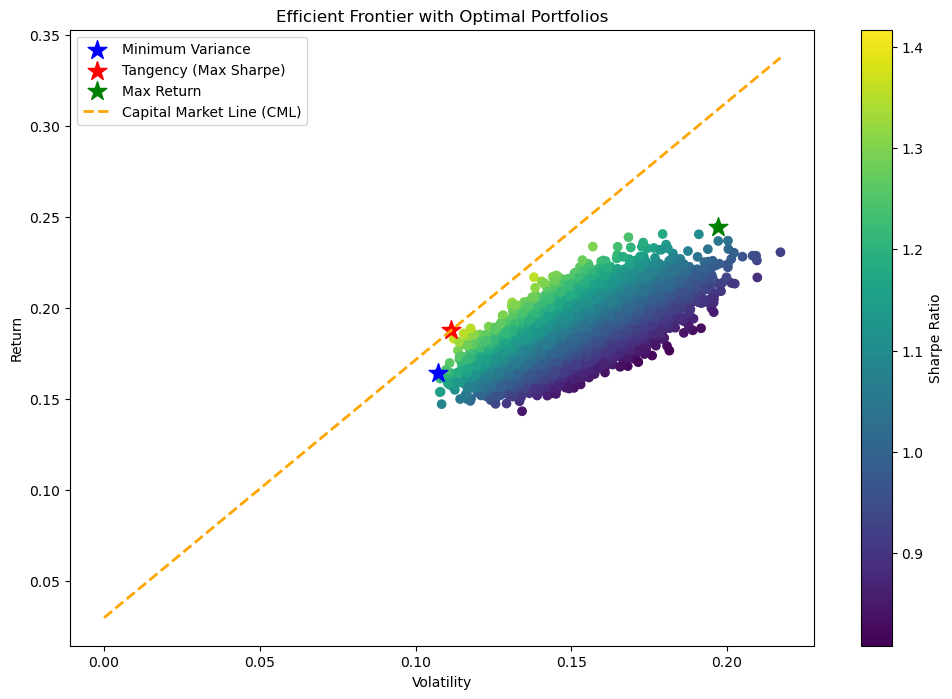 Efficient Frontier with Optimal Portfolios
Minimum Variance
Tangency (Max Sharpe)
Max Return
Capital Market Line (CML)
Return
0.35
0.30
0.25
0.20
0.15
0.10
0.05
0.00
0.05
0.10
0.15
0.20
Volatility
1.4
1.3
1.2
1.1
1.0
0.9
Sharpe Ratio